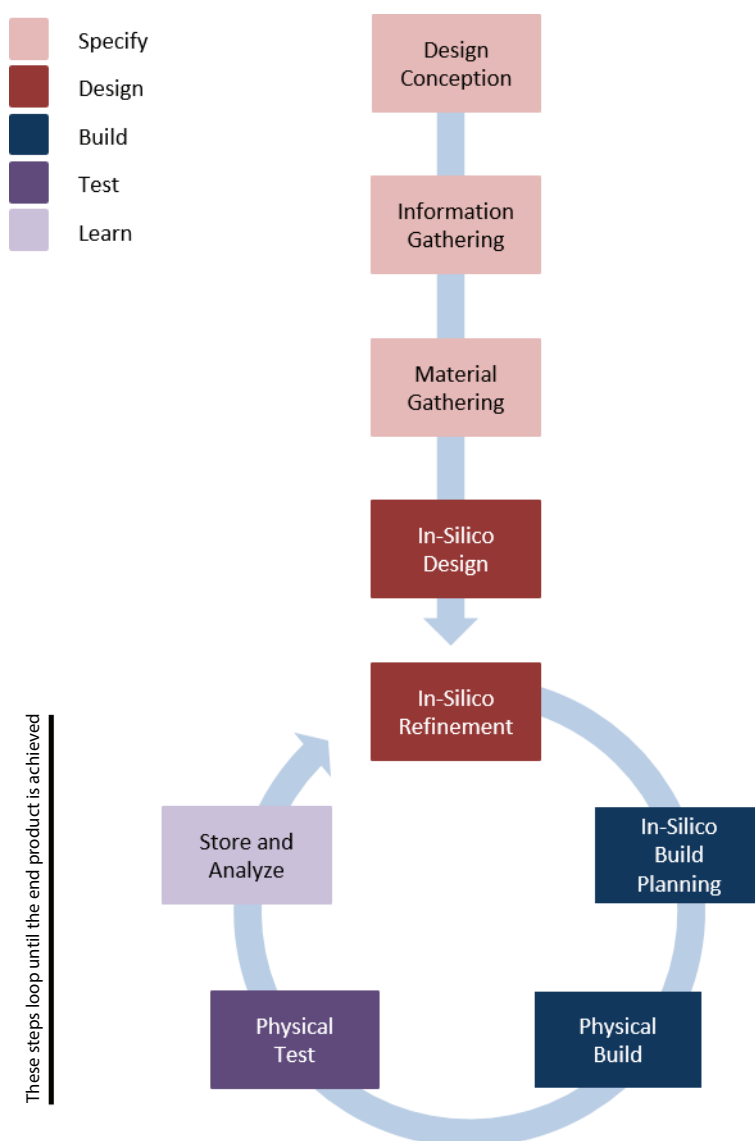 Specify
Design
Build
Test
Learn
Design
Conception
Information
Gathering
Material
Gathering
In-Silico
Design
In-Silico
Refinement
In-Silico
Build
Planning
Physical
Build
Physical
Test
Store and
Analyze
These steps loop until the end product is achieved